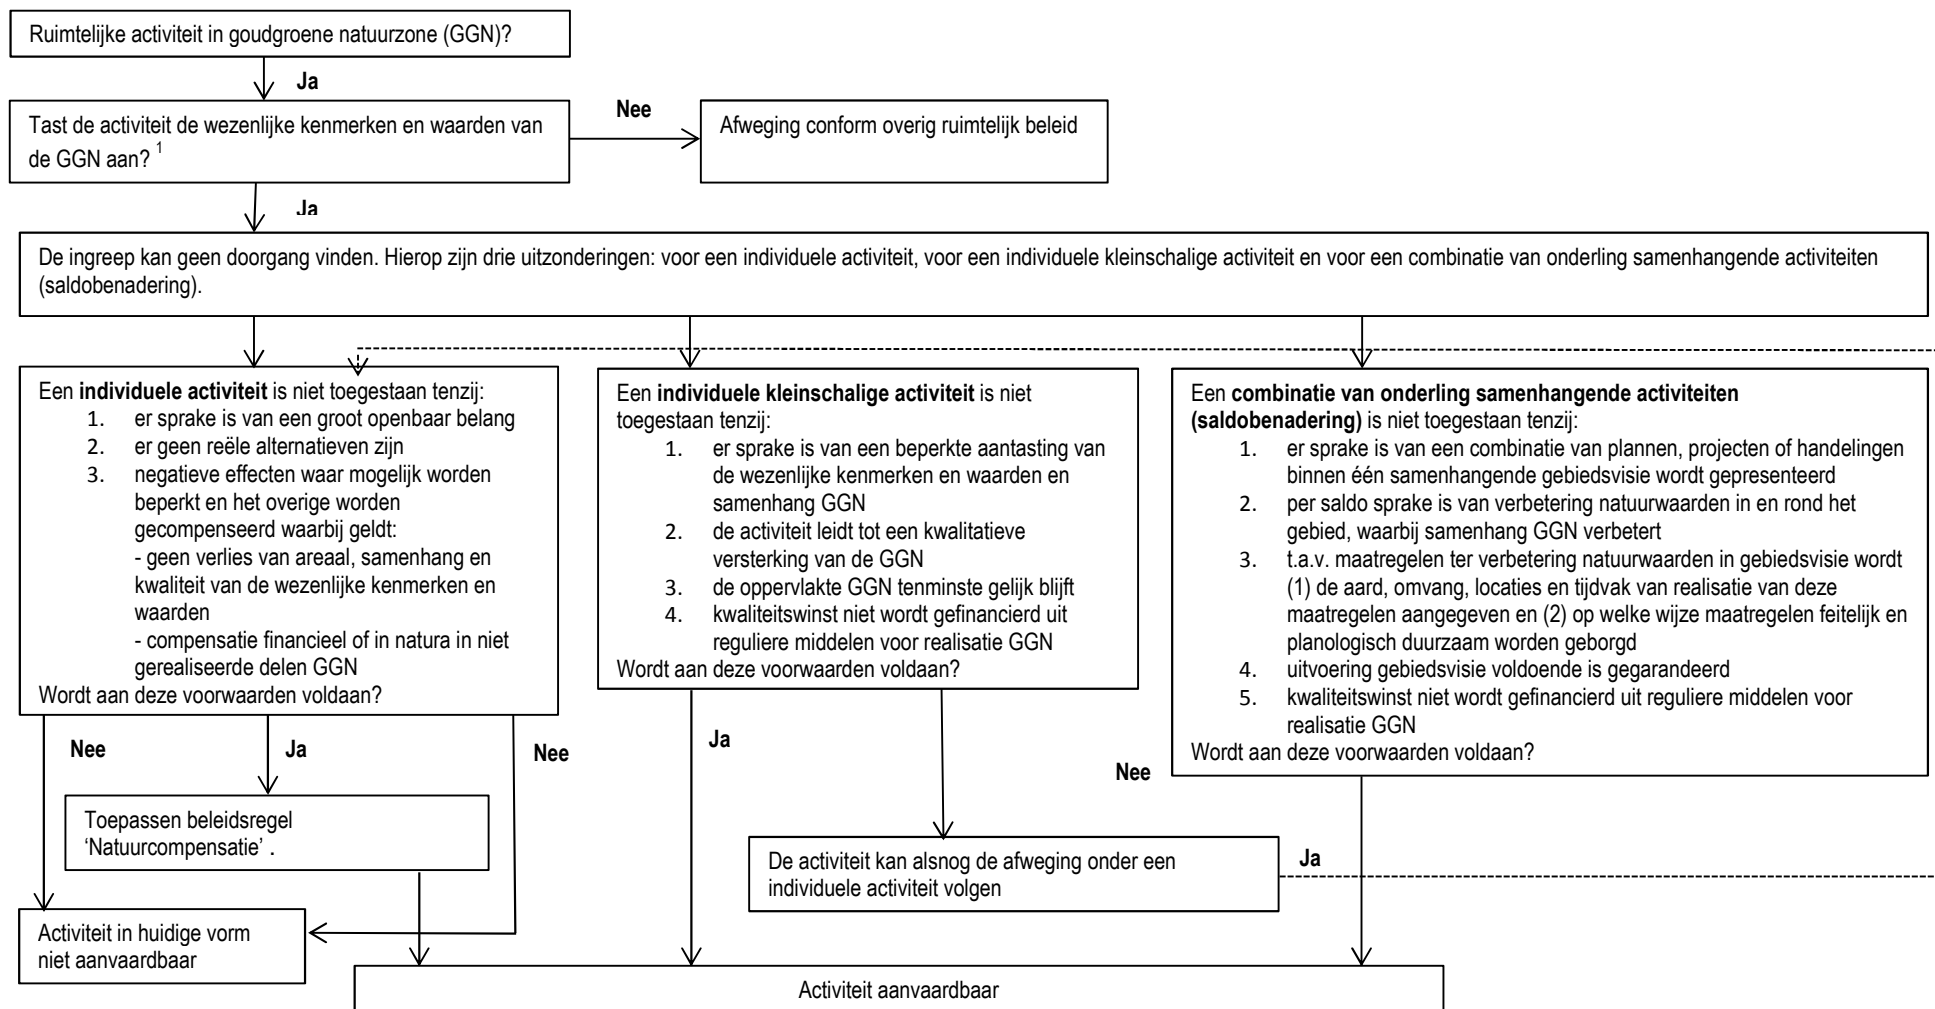 Ruimtelijke activiteit in goudgroene natuurzone (GGN)?
Ja
Tast de activiteit de wezenlijke kenmerken en waarden van
de GGN aan? 1
Nee
Afweging conform overig ruimtelijk beleid
Ja
De ingreep kan geen doorgang vinden. Hierop zijn drie uitzonderingen: voor een individuele activiteit, voor een individuele kleinschalige activiteit en voor een combinatie van onderling samenhangende activiteiten
(saldobenadering).
Een individuele activiteit is niet toegestaan tenzij:
1. er sprake is van een groot openbaar belang
2. er geen reële alternatieven zijn
3. negatieve effecten waar mogelijk worden
beperkt en het overige worden
gecompenseerd waarbij geldt:
- geen verlies van areaal, samenhang en
kwaliteit van de wezenlijke kenmerken en
waarden
- compensatie financieel of in natura in niet
gerealiseerde delen GGN
Wordt aan deze voorwaarden voldaan?
Een individuele kleinschalige activiteit is niet
toegestaan tenzij:
1. er sprake is van een beperkte aantasting van
de wezenlijke kenmerken en waarden en
samenhang GGN
2. de activiteit leidt tot een kwalitatieve
versterking van de GGN
3. de oppervlakte GGN tenminste gelijk blijft
4. kwaliteitswinst niet wordt gefinancierd uit
reguliere middelen voor realisatie GGN
Wordt aan deze voorwaarden voldaan?
Een combinatie van onderling samenhangende activiteiten
(saldobenadering) is niet toegestaan tenzij:
1. er sprake is van een combinatie van plannen, projecten of handelingen
binnen één samenhangende gebiedsvisie wordt gepresenteerd
2. per saldo sprake is van verbetering natuurwaarden in en rond het
gebied, waarbij samenhang GGN verbetert
3. t.a.v. maatregelen ter verbetering natuurwaarden in gebiedsvisie wordt
(1) de aard, omvang, locaties en tijdvak van realisatie van deze
maatregelen aangegeven en (2) op welke wijze maatregelen feitelijk en
planologisch duurzaam worden geborgd
4. uitvoering gebiedsvisie voldoende is gegarandeerd
5. kwaliteitswinst niet wordt gefinancierd uit reguliere middelen voor
realisatie GGN
Wordt aan deze voorwaarden voldaan?
Nee
Ja
Nee
Ja
Nee
Toepassen beleidsregel
‘Natuurcompensatie’ .
De activiteit kan alsnog de afweging onder een
individuele activiteit volgen
Ja
Activiteit in huidige vorm
niet aanvaardbaar
Activiteit aanvaardbaar